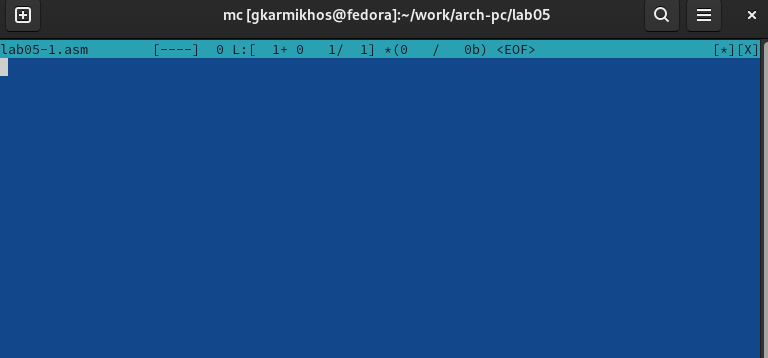 mc [gkarmikhos@fedora]:~/work/arch-pc/lab05
lab05-1.asm        [----]  0 L:[  1+ 0   1/  1] *(0   /   0b) <EOF>                      [*][X]